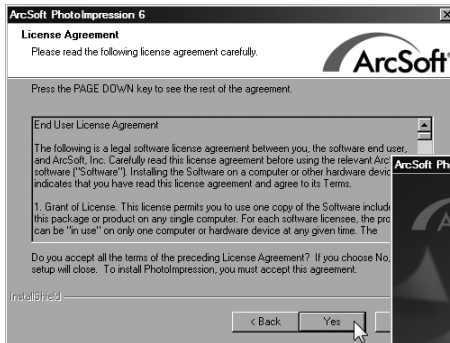 ArcSoft PhotoImpression 6
License Agreement
Please read the following license agreement carefully.
ArcSoft
Press the PAGE DOWN key to see the rest of the agreement.
End User License Agreement
The following is a legal software agreement between you, the software end user,
and ArcSoft, Inc. Carefully read this license agreement before using the relevant Arc
software ("Software"). Installing the Software on a computer or other hardware devic
indicates that you have read this license agreement and agree to its Terms.
1. Grant of License. This license permits you to use one copy of the Software include
this package or product on any single computer. For each software licensee, the pro
can be "in use" on only one computer or hardware device at any given time. The
Do you accept all the terms of the preceding License Agreement? If you choose No,
setup will close. To install PhotoImpression, you must accept this agreement.
InstallShield
< Back
Yes
ArcSoft Ph
A